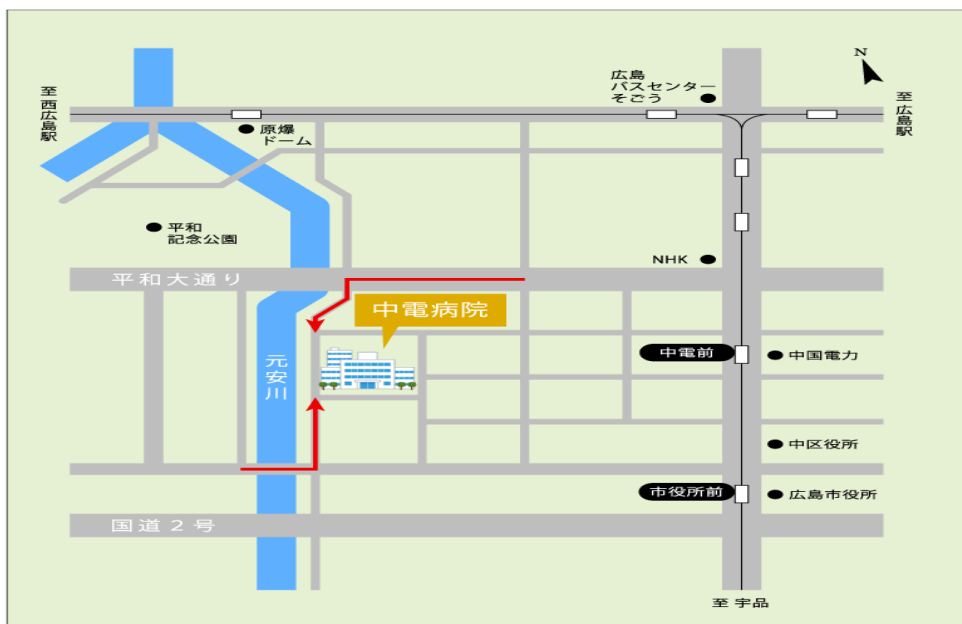 N
広島
バスセンター
そごう
至西広島駅
至広島駅
原爆
ドーム
平和
記念公園
NHK
平和大通り
中電病院
元安川
中電前
中国電力
中区役所
市役所前
広島市役所
国道2号
至 宇品